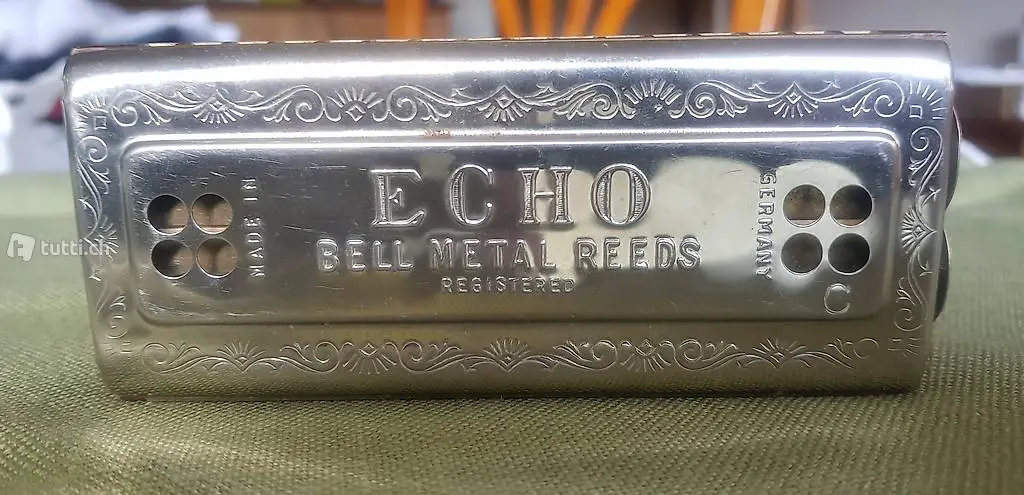 tutti.ch
MADE IN
ECHO
BELL METAL REEDS
REGISTERED
GERMANY
C